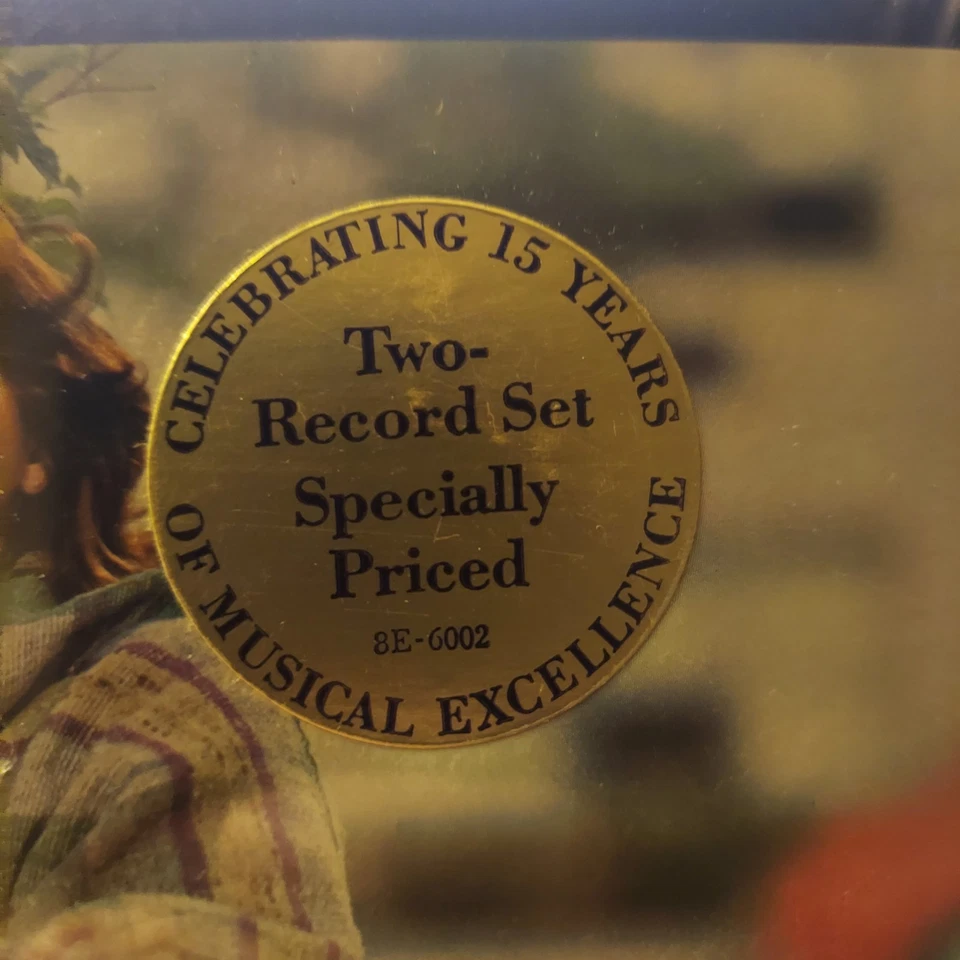 CELEBRATING 15 YEARS
Two-
Record Set
Specially
Priced
8E-6002
OF MUSICAL EXCELLENCE